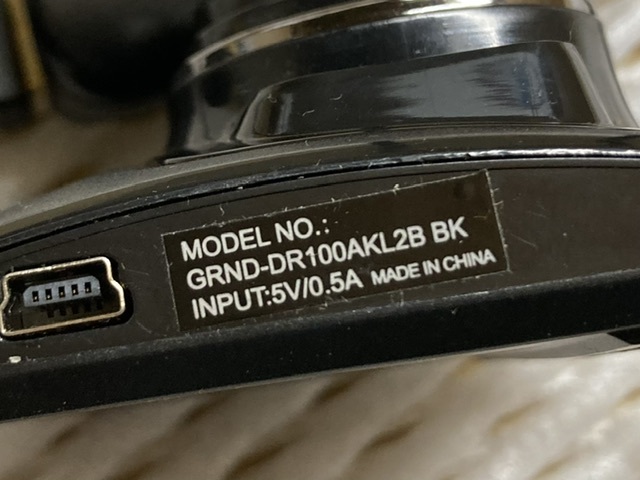 MODEL NO.:
GRND-DR100AKL2B BK
INPUT:5V/0.5A MADE IN CHINA